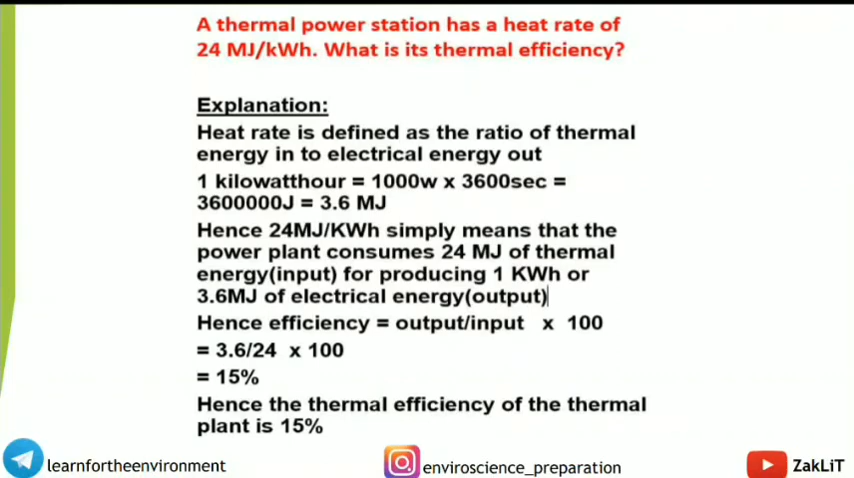 A thermal power station has a heat rate of
24 MJ/kWh. What is its thermal efficiency?
Explanation:
Heat rate is defined as the ratio of thermal
energy in to electrical energy out
1 kilowatthour = 1000w x 3600sec =
3600000J = 3.6 MJ
Hence 24MJ/KWh simply means that the
power plant consumes 24 MJ of thermal
energy(input) for producing 1 KWh or
3.6MJ of electrical energy(output)
Hence efficiency = output/input x 100
= 3.6/24 x 100
= 15%
Hence the thermal efficiency of the thermal
plant is 15%
learnfortheenvironment enviroscience_preparation ZakLiT